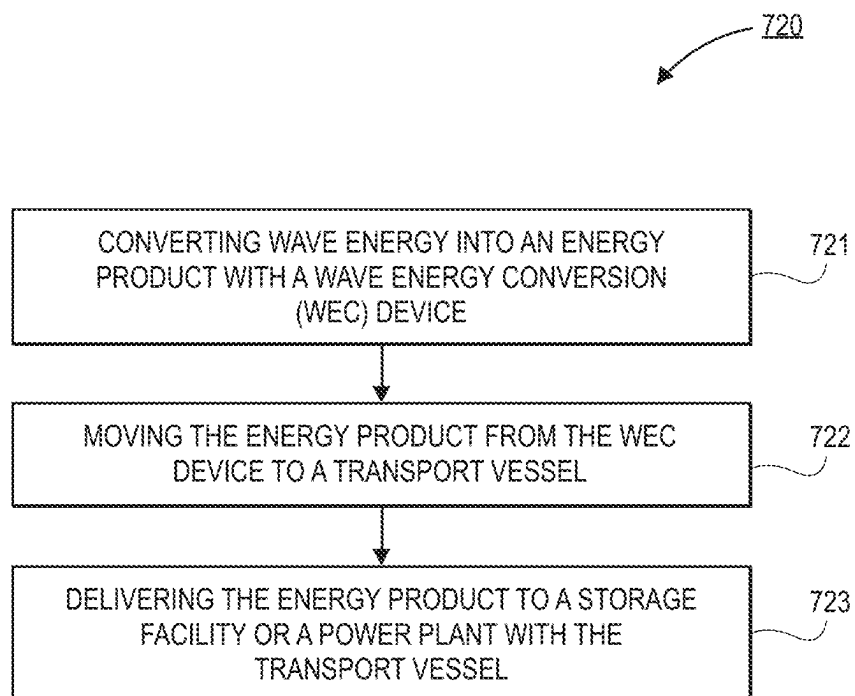 720
CONVERTING WAVE ENERGY INTO AN ENERGY
PRODUCT WITH A WAVE ENERGY CONVERSION
(WEC) DEVICE
721
MOVING THE ENERGY PRODUCT FROM THE WEC
DEVICE TO A TRANSPORT VESSEL
722
DELIVERING THE ENERGY PRODUCT TO A STORAGE
FACILITY OR A POWER PLANT WITH THE
TRANSPORT VESSEL
723